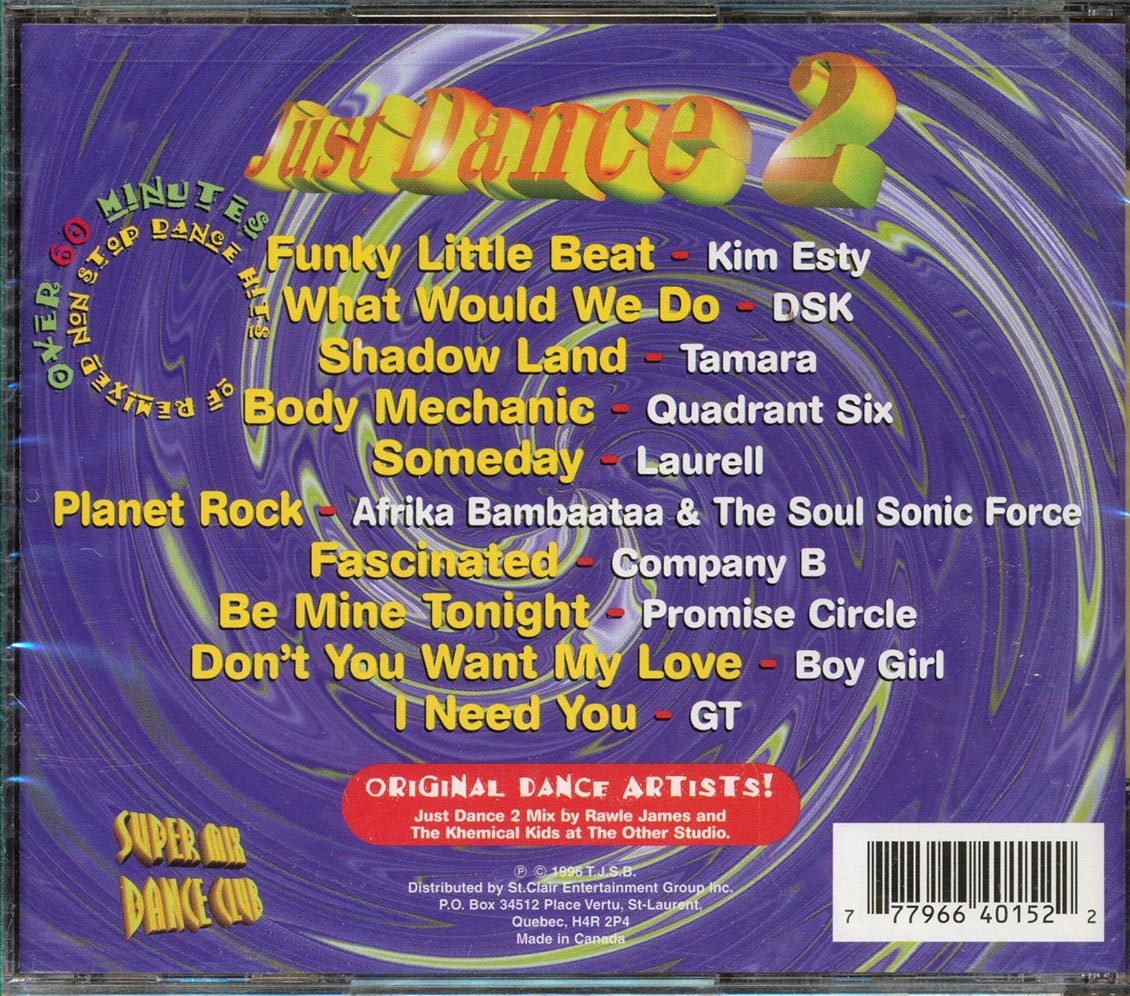 Just Dance 2
OVER 60 MINUTES
OF REMIXED NON STOP DANCE HITS
Funky Little Beat - Kim Esty
What Would We Do - DSK
Shadow Land - Tamara
Body Mechanic - Quadrant Six
Someday - Laurell
Planet Rock - Afrika Bambaataa & The Soul Sonic Force
Fascinated - Company B
Be Mine Tonight - Promise Circle
Don't You Want My Love - Boy Girl
I Need You - GT
ORIGINAL DANCE ARTISTS!
Just Dance 2 Mix by Rawle James and
The Khemical Kids at The Other Studio.
SUPER MIX
DANCE CLUB
℗ © 1996 T.J.S.B.
Distributed by St.Clair Entertainment Group Inc.
P.O. Box 34512 Place Vertu, St-Laurent,
Quebec, H4R 2P4
Made in Canada
7 77966 40152 2